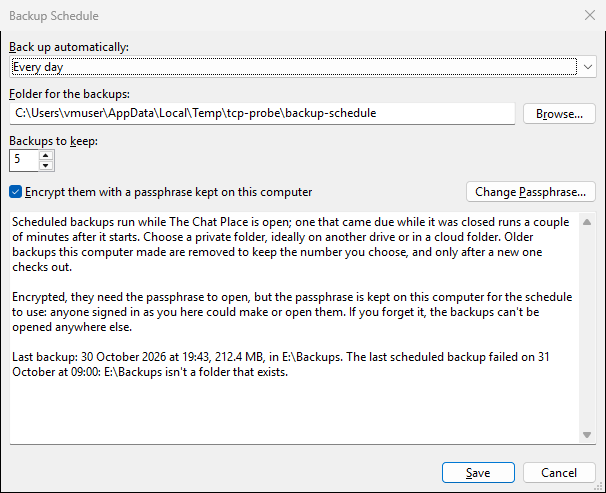 Backup Schedule
Back up automatically:
Every day
Folder for the backups:
C:\Users\vmuser\AppData\Local\Temp\tcp-probe\backup-schedule
Browse...
Backups to keep:
5
Encrypt them with a passphrase kept on this computer
Change Passphrase...
Scheduled backups run while The Chat Place is open; one that came due while it was closed runs a couple
of minutes after it starts. Choose a private folder, ideally on another drive or in a cloud folder. Older
backups this computer made are removed to keep the number you choose, and only after a new one
checks out.
Encrypted, they need the passphrase to open, but the passphrase is kept on this computer for the schedule
to use: anyone signed in as you here could make or open them. If you forget it, the backups can't be
opened anywhere else.
Last backup: 30 October 2026 at 19:43, 212.4 MB, in E:\Backups. The last scheduled backup failed on 31
October at 09:00: E:\Backups isn't a folder that exists.
Save
Cancel